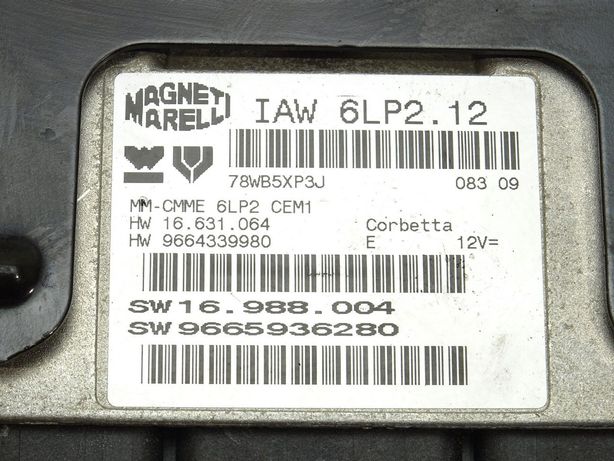 MAGNETI
MARELLI
IAW 6LP2.12
78WB5XP3J 083 09
MM-CMME 6LP2 CEM1
HW 16.631.064 Corbetta
HW 9664339980 E 12V=
SW 16.988.004
SW 9665936280